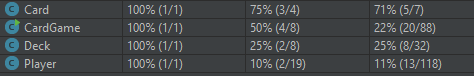 Card 100% (1/1) 75% (3/4) 71% (5/7)
CardGame 100% (1/1) 50% (4/8) 22% (20/88)
Deck 100% (1/1) 25% (2/8) 25% (8/32)
Player 100% (1/1) 10% (2/19) 11% (13/118)